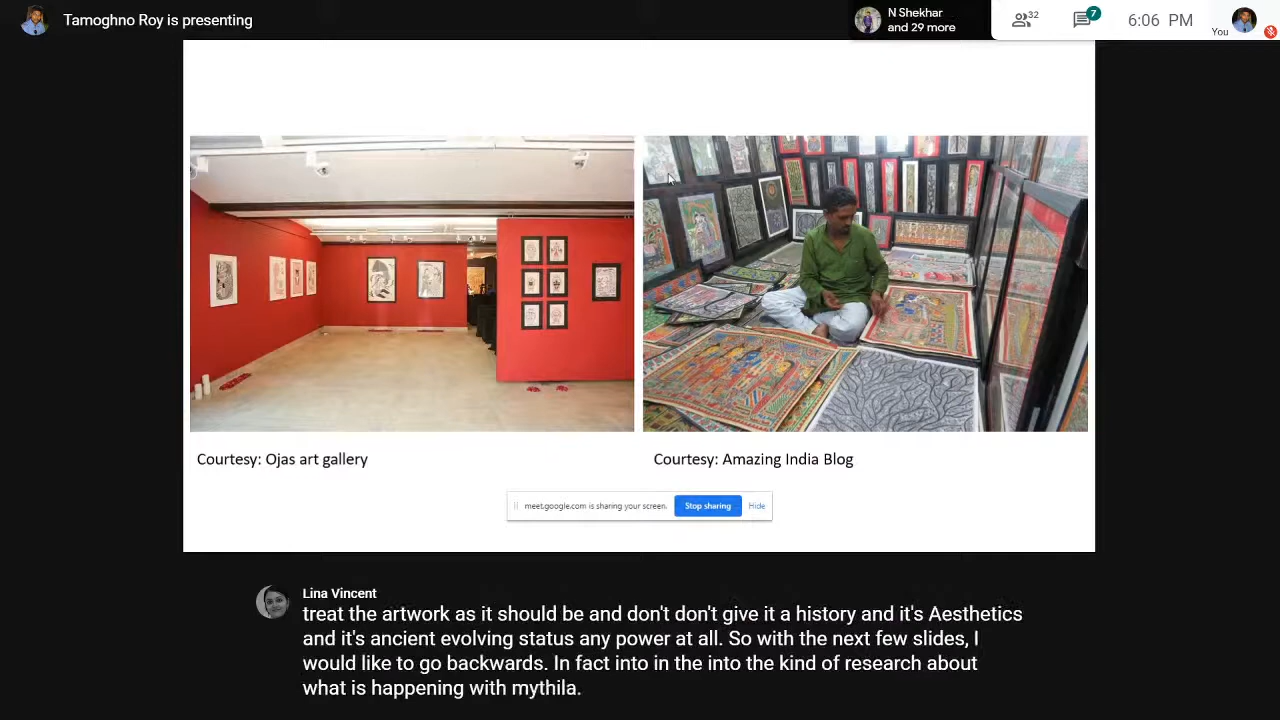 Tamoghno Roy is presenting
N Shekhar
and 29 more
32
7
6:06 PM
You
Courtesy: Ojas art gallery
Courtesy: Amazing India Blog
meet.google.com is sharing your screen.
Stop sharing
Hide
Lina Vincent
treat the artwork as it should be and don't don't give it a history and it's Aesthetics
and it's ancient evolving status any power at all. So with the next few slides, I
would like to go backwards. In fact into in the into the kind of research about
what is happening with mythila.